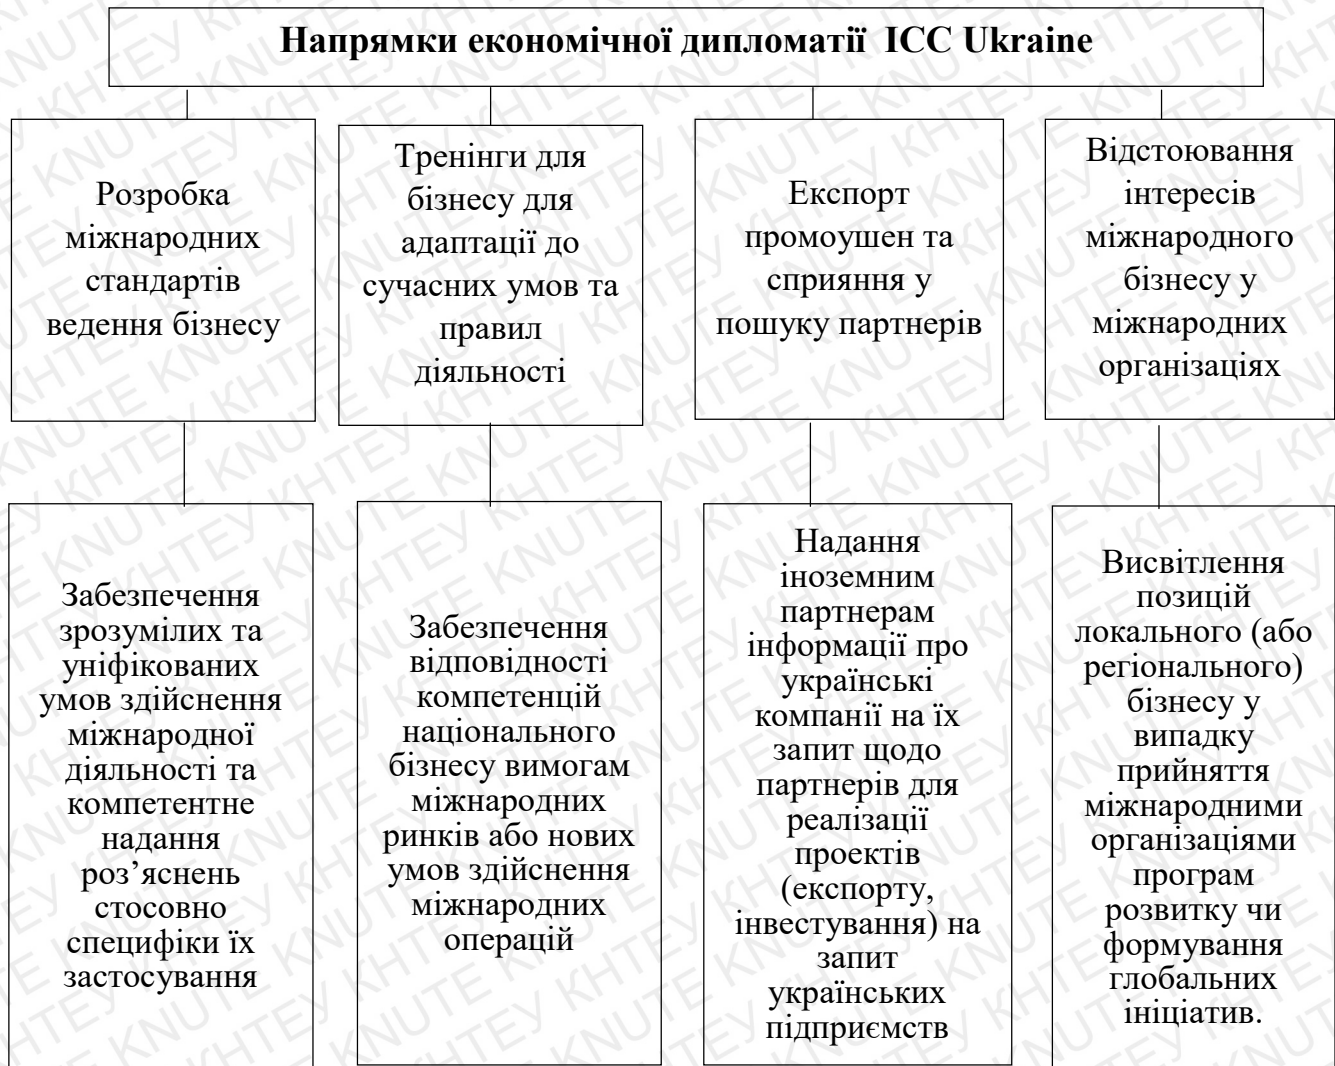 Напрямки економічної дипломатії ICC Ukraine
Розробка
міжнародних
стандартів
ведення бізнесу
Тренінги для
бізнесу для
адаптації до
сучасних умов та
правил
діяльності
Експорт
промоушен та
сприяння у
пошуку партнерів
Відстоювання
інтересів
міжнародного
бізнесу у
міжнародних
організаціях
Забезпечення
зрозумілих та
уніфікованих
умов здійснення
міжнародної
діяльності та
компетентне
надання
роз’яснень
стосовно
специфіки їх
застосування
Забезпечення
відповідності
компетенцій
національного
бізнесу вимогам
міжнародних
ринків або нових
умов здійснення
міжнародних
операцій
Надання
іноземним
партнерам
інформації про
українські
компанії на їх
запит щодо
партнерів для
реалізації
проектів
(експорту,
інвестування) на
запит
українських
підприємств
Висвітлення
позицій
локального (або
регіонального)
бізнесу у
випадку
прийняття
міжнародними
організаціями
програм
розвитку чи
формування
глобальних
ініціатив.